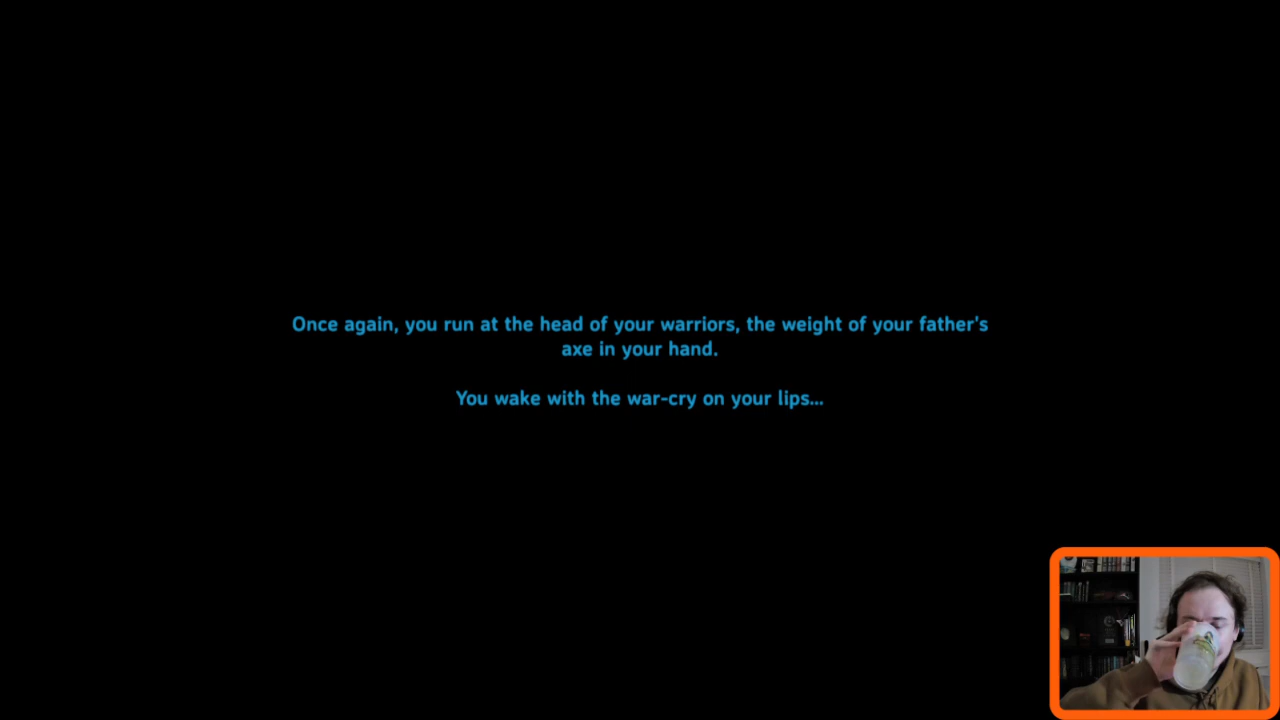 Once again, you run at the head of your warriors, the weight of your father's
axe in your hand.
You wake with the war-cry on your lips...